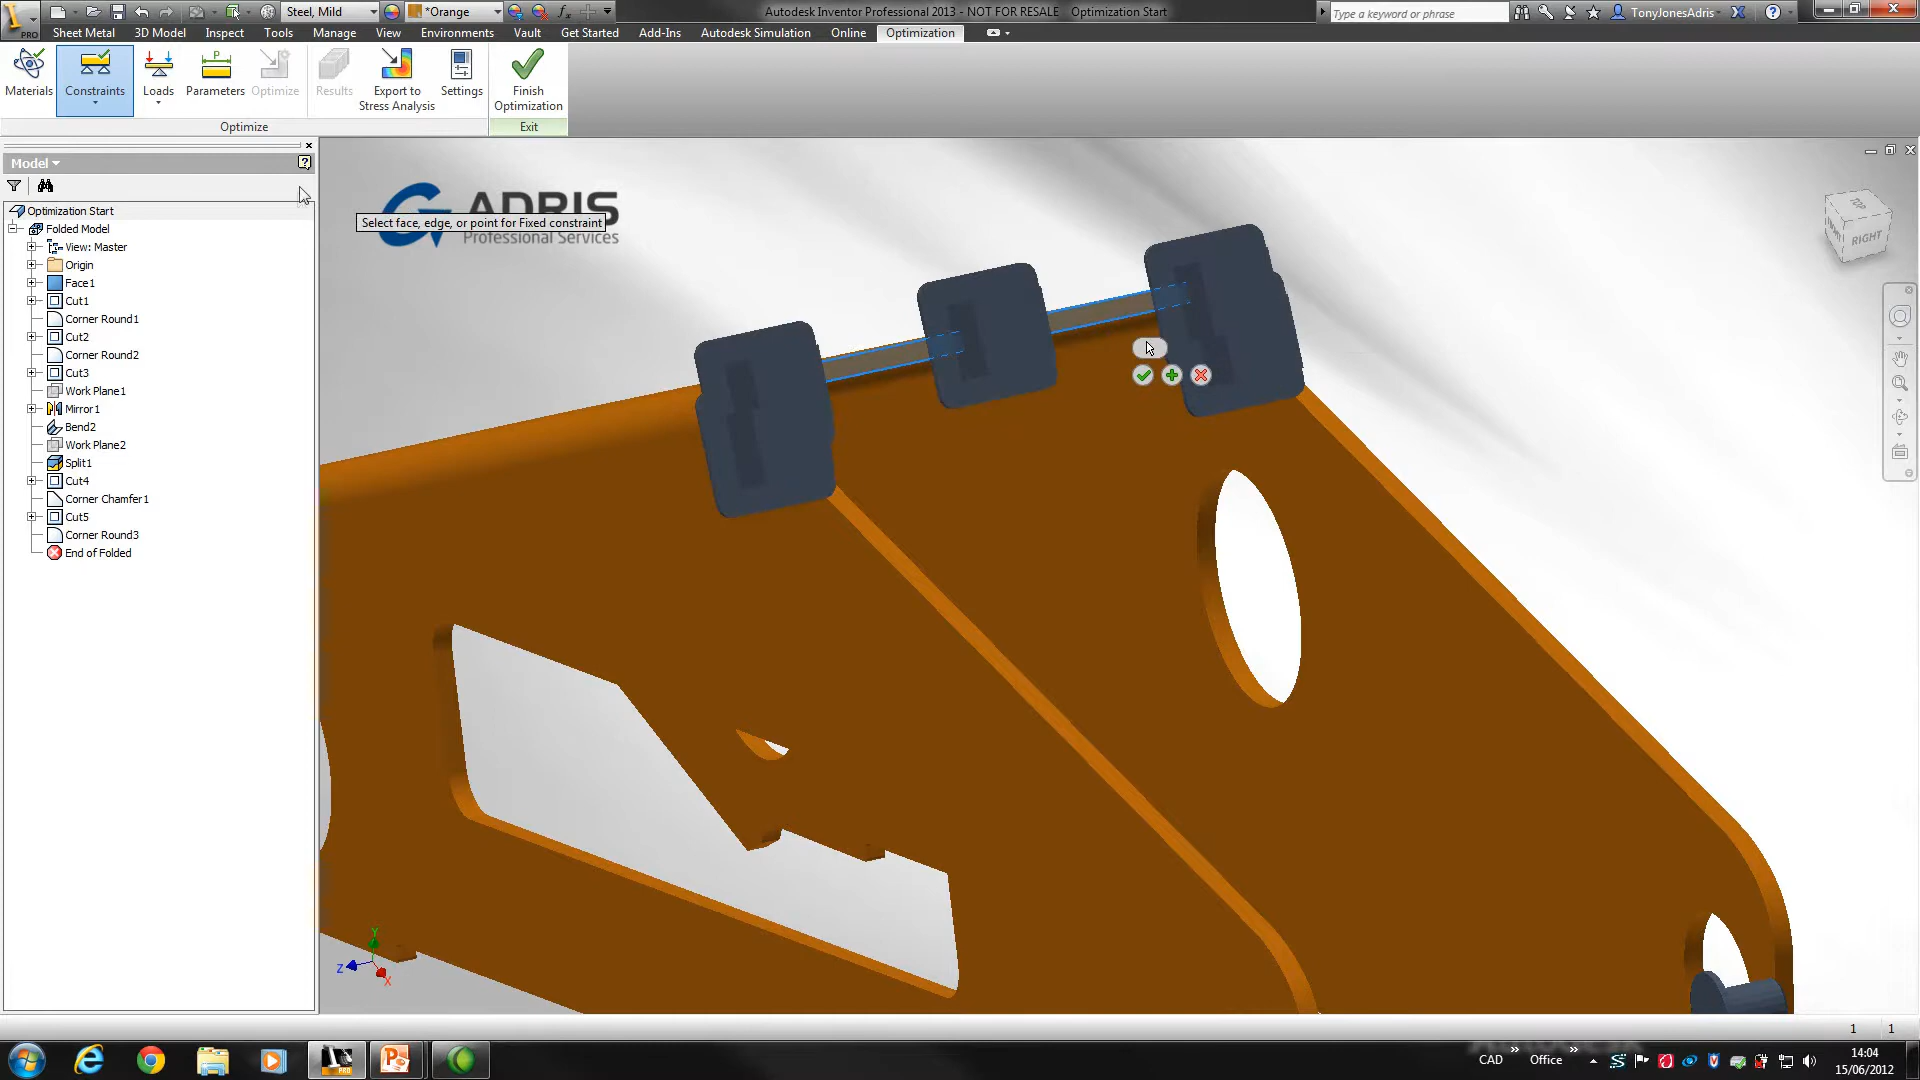 PRO
Steel, Mild
*Orange
Autodesk Inventor Professional 2013 - NOT FOR RESALE Optimization Start
Type a keyword or phrase
TonyJonesAdris
Sheet Metal 3D Model Inspect Tools Manage View Environments Vault Get Started Add-Ins Autodesk Simulation Online Optimization
Materials Constraints Loads Parameters Optimize Results Export to Stress Analysis Settings Finish Optimization
Optimize Exit
Model
Optimization Start
Folded Model
View: Master
Origin
Face1
Cut1
Corner Round1
Cut2
Corner Round2
Cut3
Work Plane1
Mirror1
Bend2
Work Plane2
Split1
Cut4
Corner Chamfer1
Cut5
Corner Round3
End of Folded
ADRIS
Select face, edge, or point for Fixed constraint
Professional Services
TOP
RIGHT
Y
Z
X
1 1
CAD
Office
14:04
15/06/2012